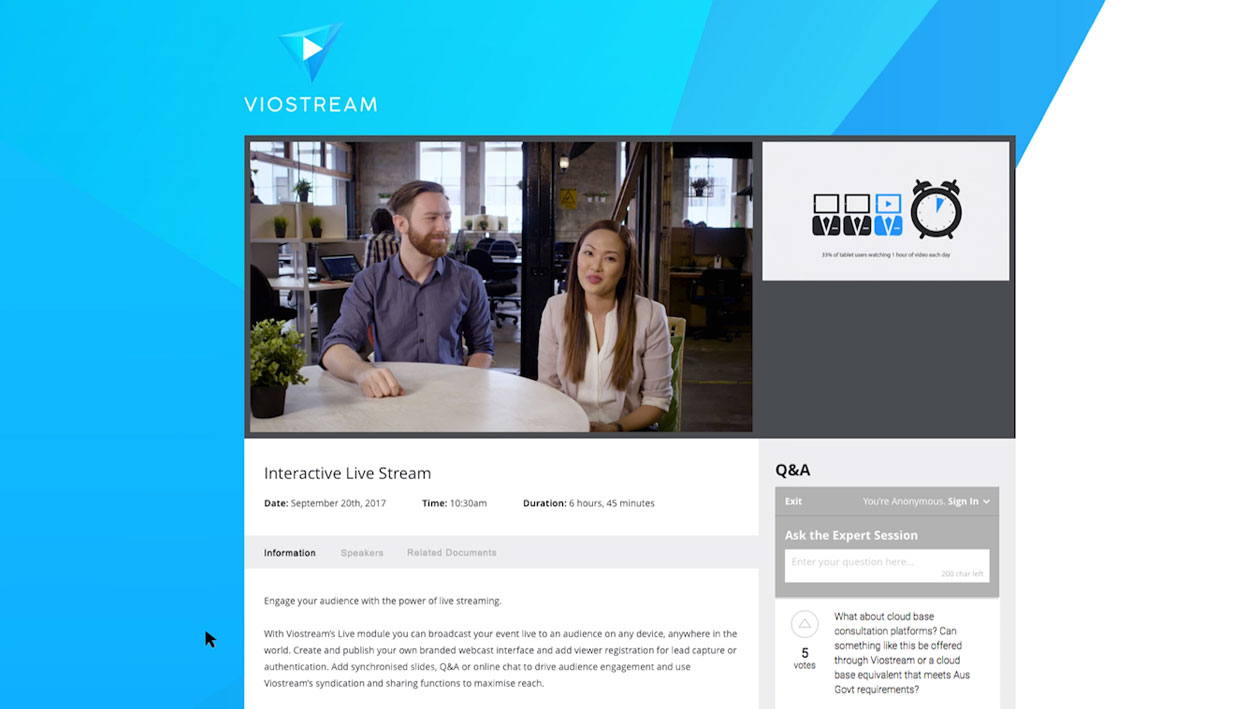 VIOSTREAM
33% of tablet users watching 1 hour of video each day
Interactive Live Stream
Date: September 20th, 2017 Time: 10:30am Duration: 6 hours, 45 minutes
Information Speakers Related Documents
Engage your audience with the power of live streaming.
With Viostream's Live module you can broadcast your event live to an audience on any device, anywhere in the
world. Create and publish your own branded webcast interface and add viewer registration for lead capture or
authentication. Add synchronised slides, Q&A or online chat to drive audience engagement and use
Viostream's syndication and sharing functions to maximise reach.
Q&A
Exit You're Anonymous. Sign In
Ask the Expert Session
Enter your question here...
200 char left
5
votes
What about cloud base
consultation platforms? Can
something like this be offered
through Viostream or a cloud
base equivalent that meets Aus
Govt requirements?